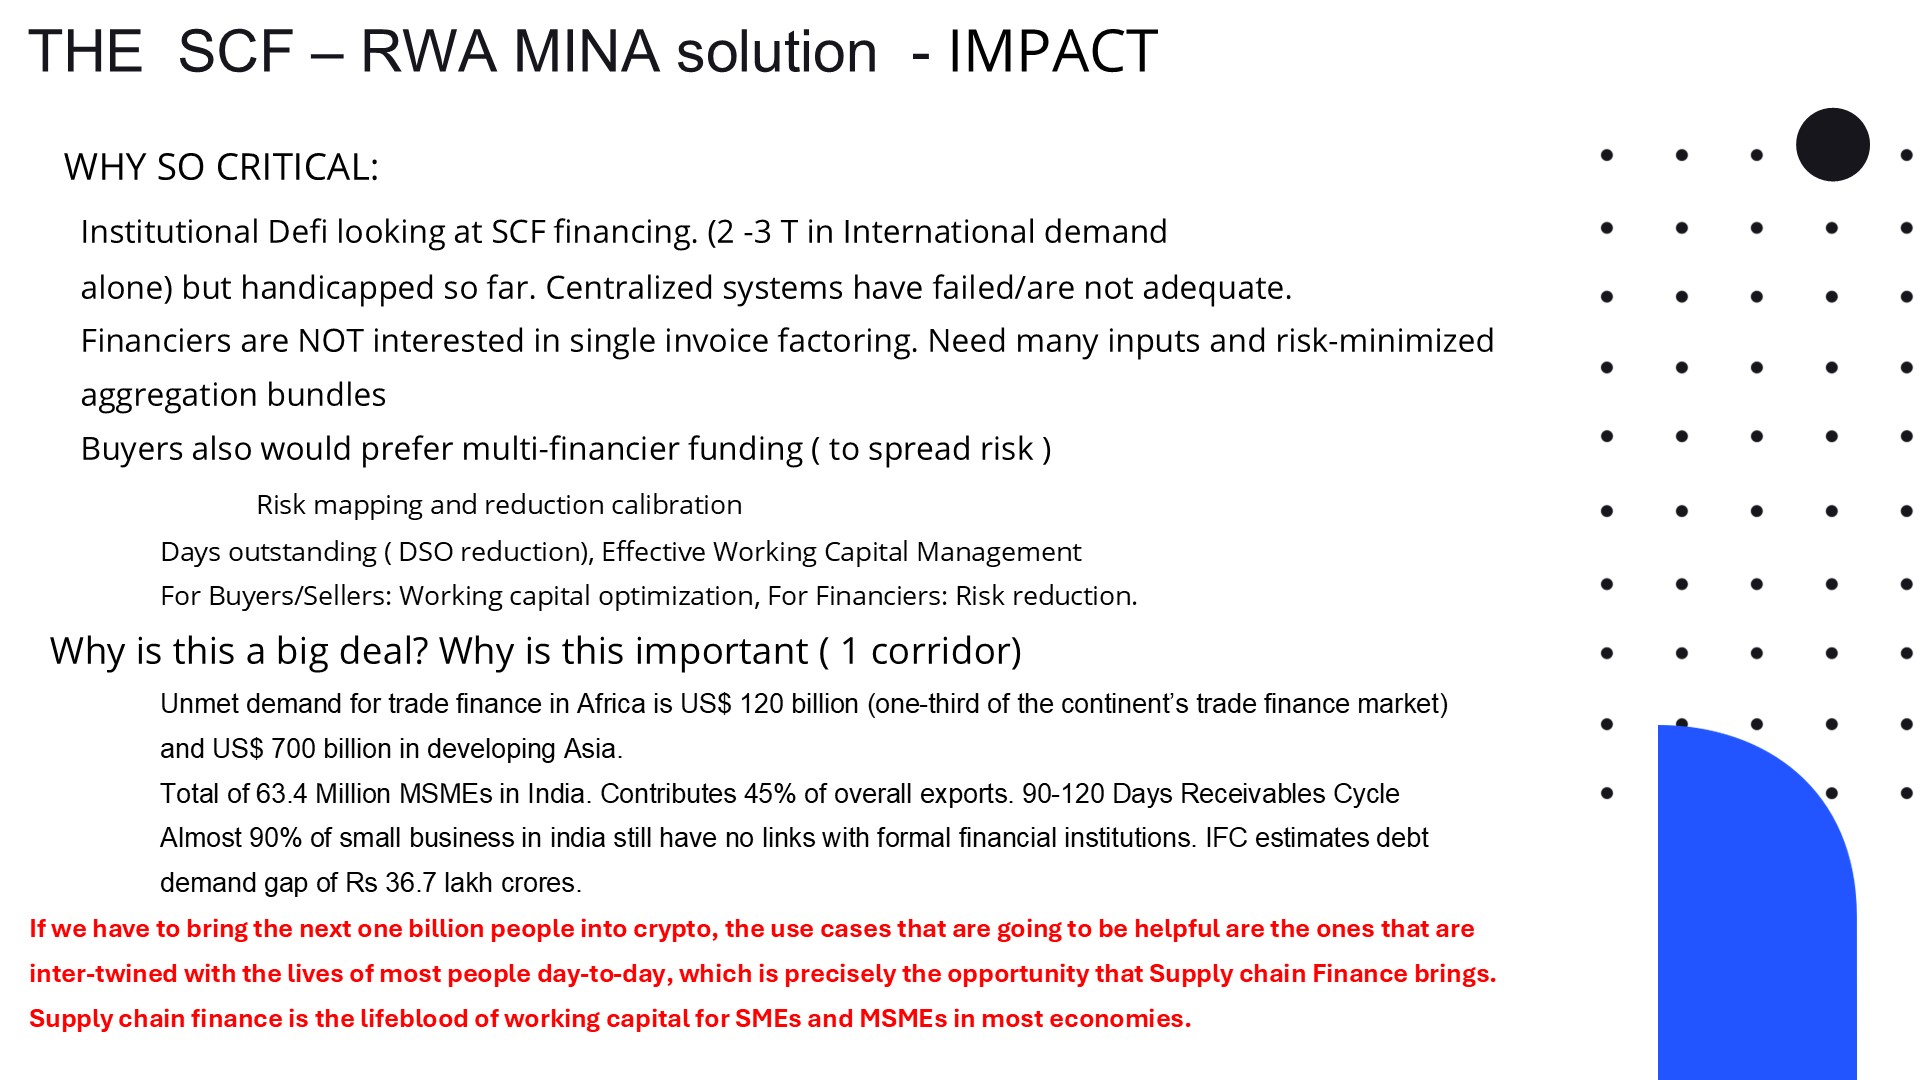 THE  SCF – RWA MINA solution  - IMPACT
WHY SO CRITICAL:
Institutional Defi looking at SCF financing. (2 -3 T in International demand
alone) but handicapped so far. Centralized systems have failed/are not adequate.
Financiers are NOT interested in single invoice factoring. Need many inputs and risk-minimized
aggregation bundles
Buyers also would prefer multi-financier funding ( to spread risk )
Risk mapping and reduction calibration
Days outstanding ( DSO reduction), Effective Working Capital Management
For Buyers/Sellers: Working capital optimization, For Financiers: Risk reduction.
Why is this a big deal? Why is this important ( 1 corridor)
Unmet demand for trade finance in Africa is US$ 120 billion (one-third of the continent’s trade finance market)
and US$ 700 billion in developing Asia.
Total of 63.4 Million MSMEs in India. Contributes 45% of overall exports. 90-120 Days Receivables Cycle
Almost 90% of small business in india still have no links with formal financial institutions. IFC estimates debt
demand gap of Rs 36.7 lakh crores.
If we have to bring the next one billion people into crypto, the use cases that are going to be helpful are the ones that are
inter-twined with the lives of most people day-to-day, which is precisely the opportunity that Supply chain Finance brings.
Supply chain finance is the lifeblood of working capital for SMEs and MSMEs in most economies.